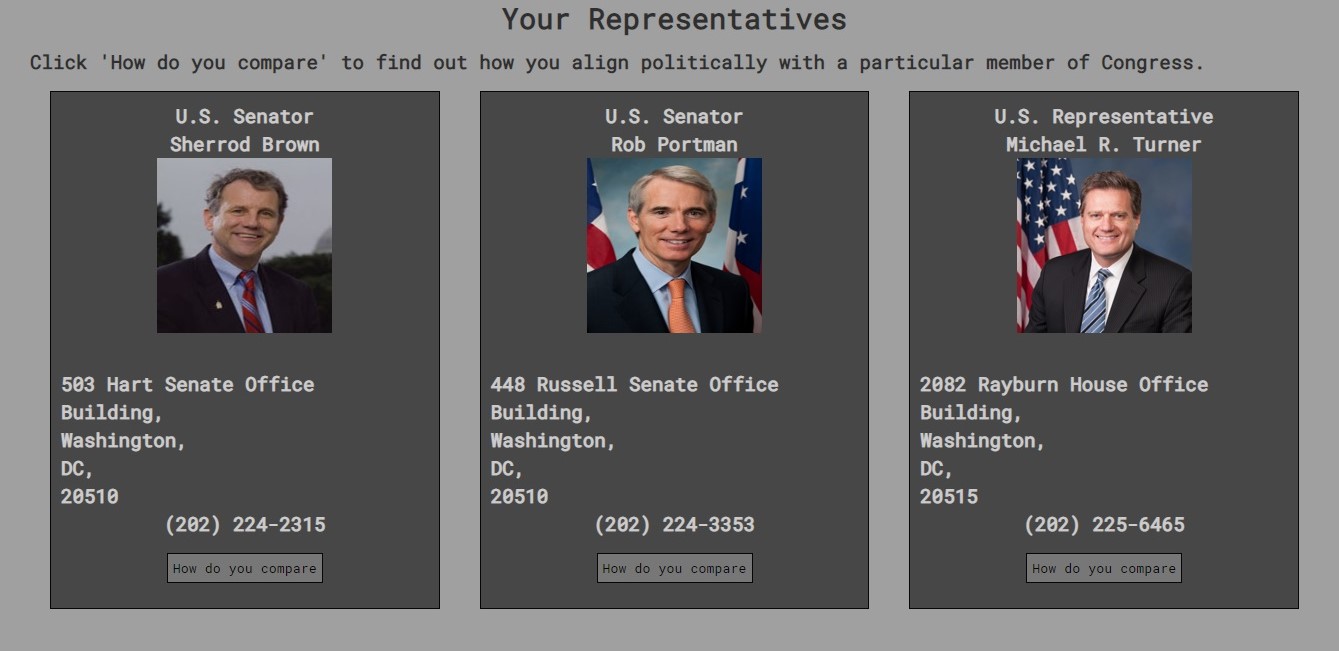 Your Representatives
Click 'How do you compare' to find out how you align politically with a particular member of Congress.
U.S. Senator
Sherrod Brown
503 Hart Senate Office
Building,
Washington,
DC,
20510
(202) 224-2315
How do you compare
U.S. Senator
Rob Portman
448 Russell Senate Office
Building,
Washington,
DC,
20510
(202) 224-3353
How do you compare
U.S. Representative
Michael R. Turner
2082 Rayburn House Office
Building,
Washington,
DC,
20515
(202) 225-6465
How do you compare